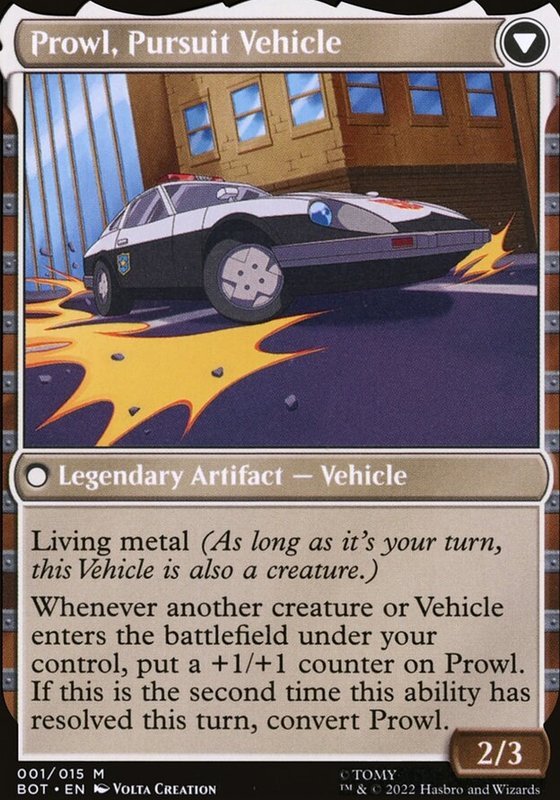 Prowl, Pursuit Vehicle
Legendary Artifact — Vehicle
Living metal (As long as it's your turn,
this Vehicle is also a creature.)
Whenever another creature or Vehicle
enters the battlefield under your
control, put a +1/+1 counter on Prowl.
If this is the second time this ability has
resolved this turn, convert Prowl.
2/3
001/015 M
BOT • EN Volta Creation
© TOMY
™ & © 2022 Hasbro and Wizards